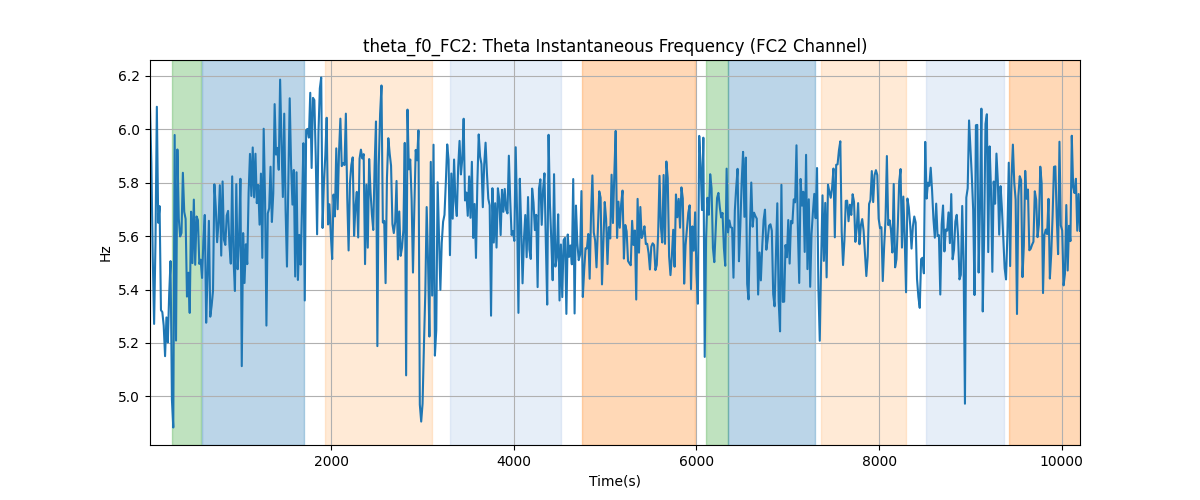 theta_f0_FC2: Theta Instantaneous Frequency (FC2 Channel)
6.2
6.0
5.8
5.6
5.4
5.2
5.0
Hz
2000 4000 6000 8000 10000
Time(s)